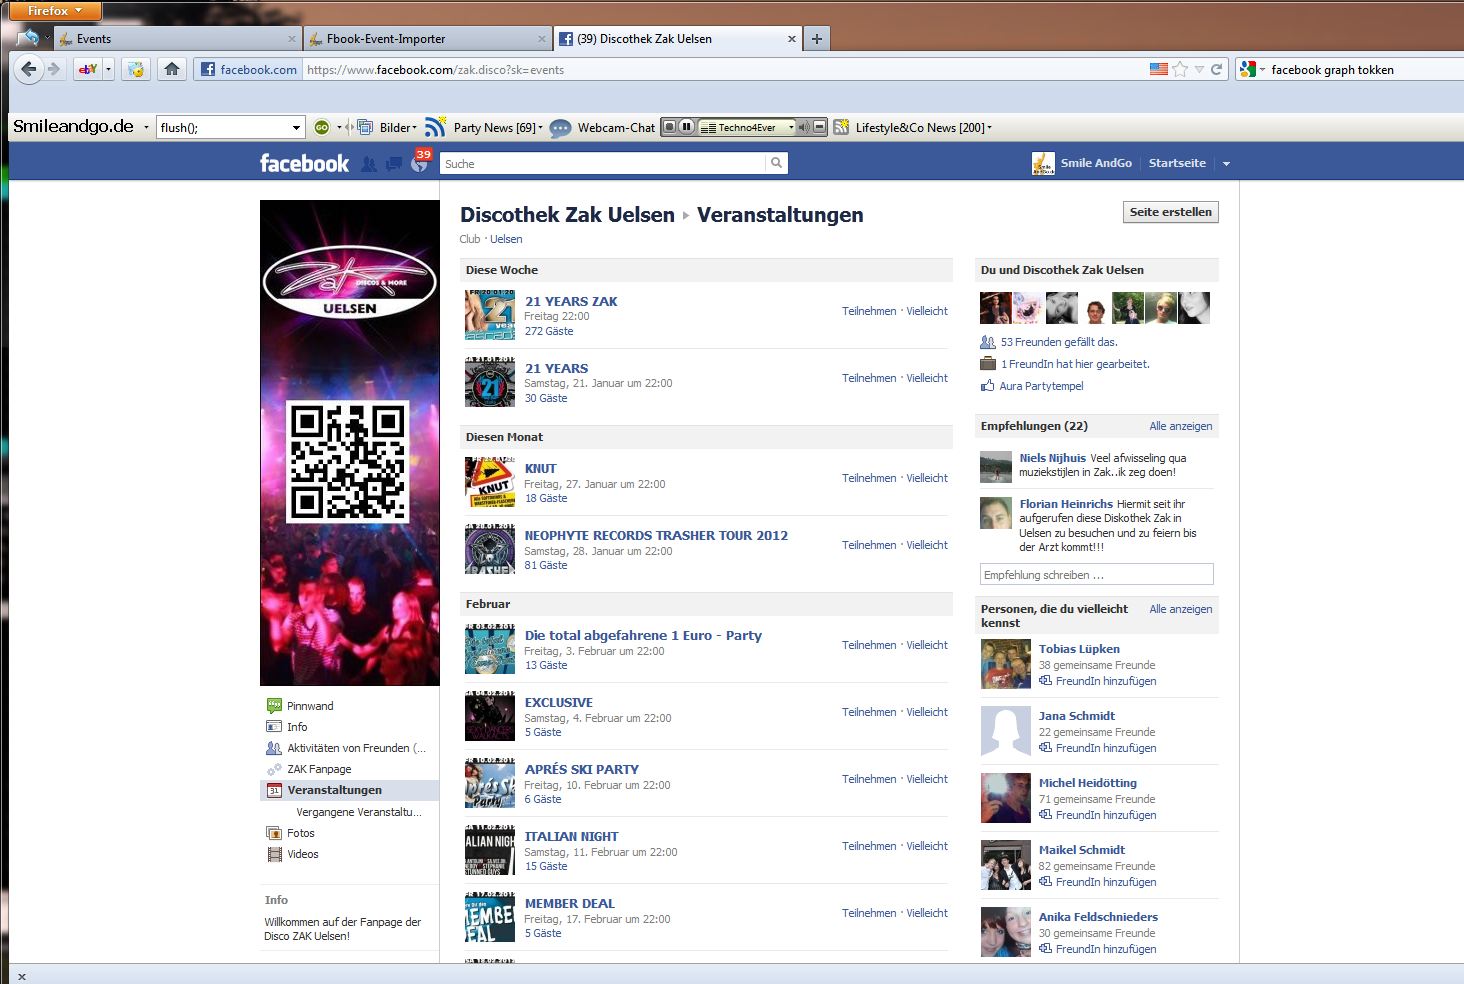 Firefox
Events
Fbook-Event-Importer
(39) Discothek Zak Uelsen
facebook.com
https://www.facebook.com/zak.disco?sk=events
facebook graph tokken
Smileandgo.de
flush();
GO
Bilder
Party News [69]
Webcam-Chat
Techno4Ever
Lifestyle&Co News [200]
facebook
39
Suche
Smile AndGo
Startseite
Zak
DISCOS & MORE
UELSEN
Pinnwand
Info
Aktivitäten von Freunden (...
ZAK Fanpage
31
Veranstaltungen
Vergangene Veranstaltu...
Fotos
Videos
Info
Willkommen auf der Fanpage der
Disco ZAK Uelsen!
Discothek Zak Uelsen ▸ Veranstaltungen
Club · Uelsen
Diese Woche
21 YEARS ZAK
Freitag 22:00
272 Gäste
Teilnehmen · Vielleicht
21 YEARS
Samstag, 21. Januar um 22:00
30 Gäste
Teilnehmen · Vielleicht
Diesen Monat
KNUT
KNUT
Freitag, 27. Januar um 22:00
18 Gäste
Teilnehmen · Vielleicht
NEOPHYTE RECORDS TRASHER TOUR 2012
Samstag, 28. Januar um 22:00
81 Gäste
Teilnehmen · Vielleicht
Februar
Die total abgefahrene 1 Euro - Party
Freitag, 3. Februar um 22:00
13 Gäste
Teilnehmen · Vielleicht
EXCLUSIVE
Samstag, 4. Februar um 22:00
5 Gäste
Teilnehmen · Vielleicht
APRÉS SKI PARTY
Freitag, 10. Februar um 22:00
6 Gäste
Teilnehmen · Vielleicht
ITALIAN NIGHT
Samstag, 11. Februar um 22:00
15 Gäste
Teilnehmen · Vielleicht
MEMBER DEAL
Freitag, 17. Februar um 22:00
5 Gäste
Teilnehmen · Vielleicht
Seite erstellen
Du und Discothek Zak Uelsen
53 Freunden gefällt das.
1 FreundIn hat hier gearbeitet.
Aura Partytempel
Empfehlungen (22)
Alle anzeigen
Niels Nijhuis Veel afwisseling qua
muziekstijlen in Zak..ik zeg doen!
Florian Heinrichs Hiermit seit ihr
aufgerufen diese Diskothek Zak in
Uelsen zu besuchen und zu feiern bis
der Arzt kommt!!!
Empfehlung schreiben ...
Personen, die du vielleicht
kennst
Alle anzeigen
Tobias Lüpken
38 gemeinsame Freunde
FreundIn hinzufügen
Jana Schmidt
22 gemeinsame Freunde
FreundIn hinzufügen
Michel Heidötting
71 gemeinsame Freunde
FreundIn hinzufügen
Maikel Schmidt
82 gemeinsame Freunde
FreundIn hinzufügen
Anika Feldschnieders
30 gemeinsame Freunde
FreundIn hinzufügen
x